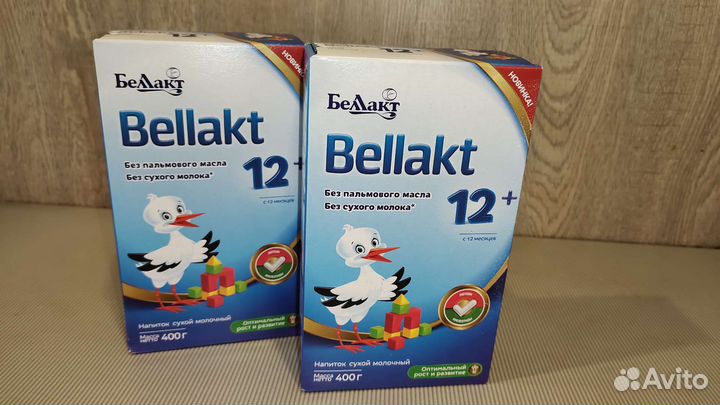 БеЛЛакт
НОВИНКА!
Bellakt
Без пальмового масла
Без сухого молока*
12+
с 12 месяцев
Напиток сухой молочный
Масса нетто 400 г
Оптимальный
рост и развитие
БеЛЛакт
НОВИНКА!
Bellakt
Без пальмового масла
Без сухого молока*
12+
с 12 месяцев
Напиток сухой молочный
Масса нетто 400 г
Оптимальный
рост и развитие
Avito